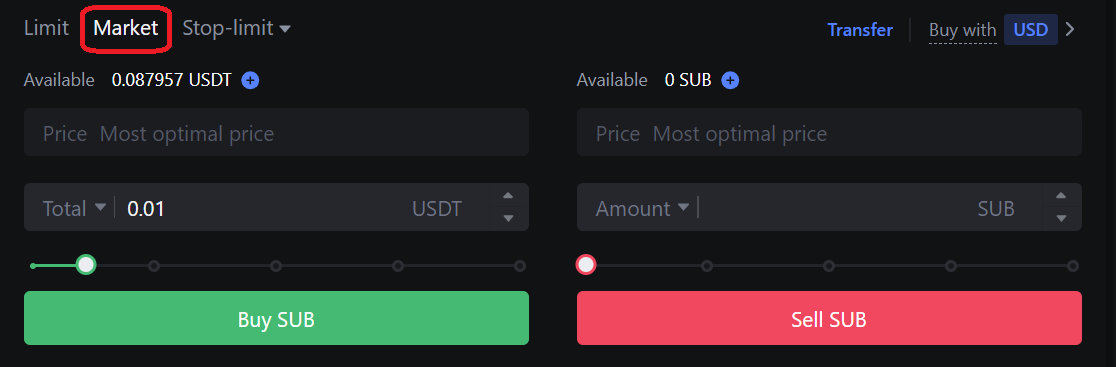 Limit Market Stop-limit Transfer Buy with USD
Available 0.087957 USDT Available 0 SUB
Price Most optimal price Price Most optimal price
Total 0.01 USDT Amount SUB
Buy SUB Sell SUB